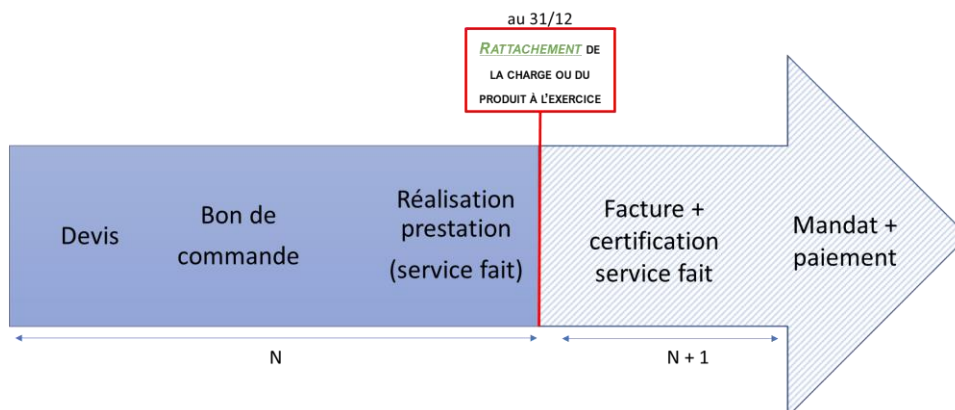 au 31/12
RATTACHEMENT DE
LA CHARGE OU DU
PRODUIT À L'EXERCICE
Devis
Bon de
commande
Réalisation
prestation
(service fait)
Facture +
certification
service fait
Mandat +
paiement
N
N + 1